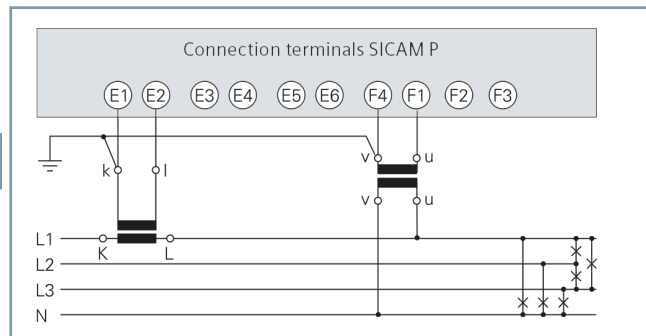 Connection terminals SICAM P
E1 E2 E3 E4 E5 E6 F4 F1 F2 F3
v u
k l
v u
L1
K L
L2
L3
N